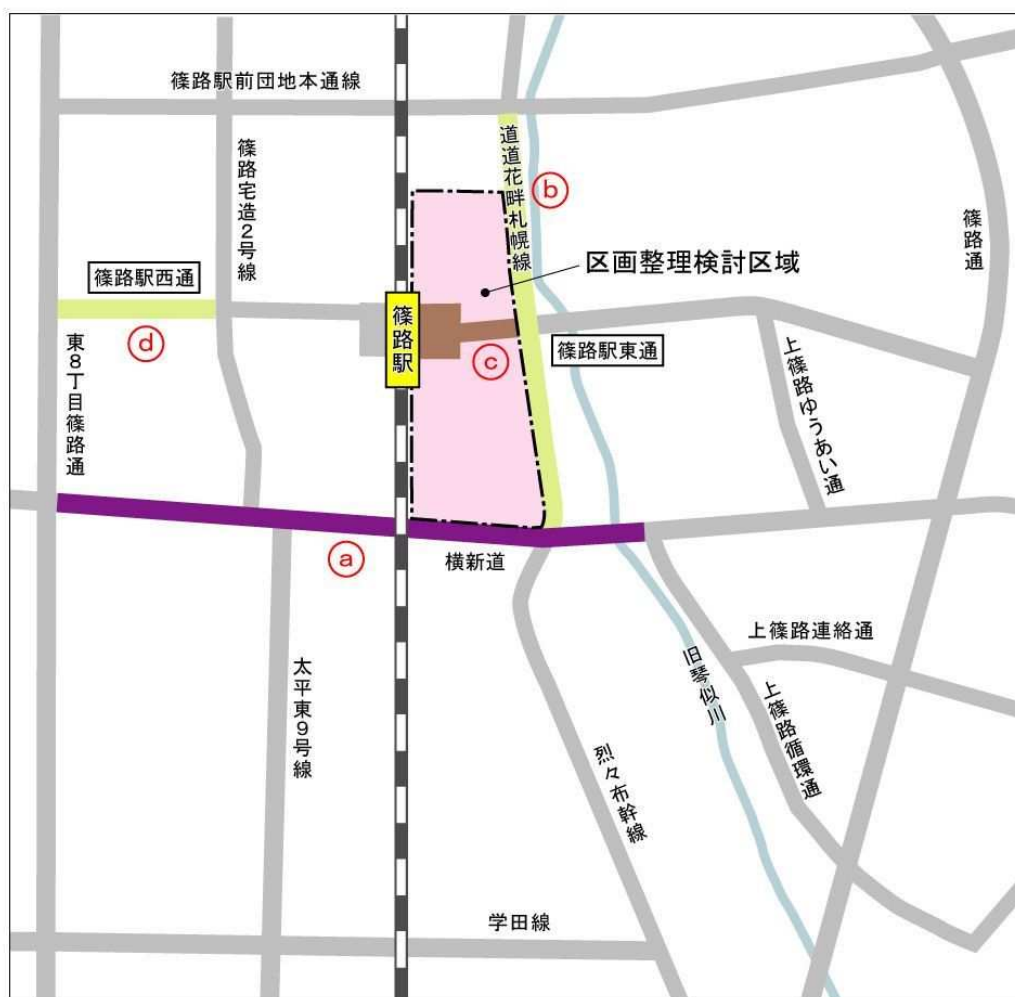 篠路駅前団地本通線
道道花畔札幌線
篠路宅造2号線
ⓑ
篠路通
区画整理検討区域
篠路駅西通
篠路駅
ⓓ
ⓒ
篠路駅東通
東8丁目篠路通
上篠路ゆうあい通
ⓐ
横新道
上篠路連絡通
旧琴似川
太平東9号線
上篠路循環通
烈々布幹線
学田線